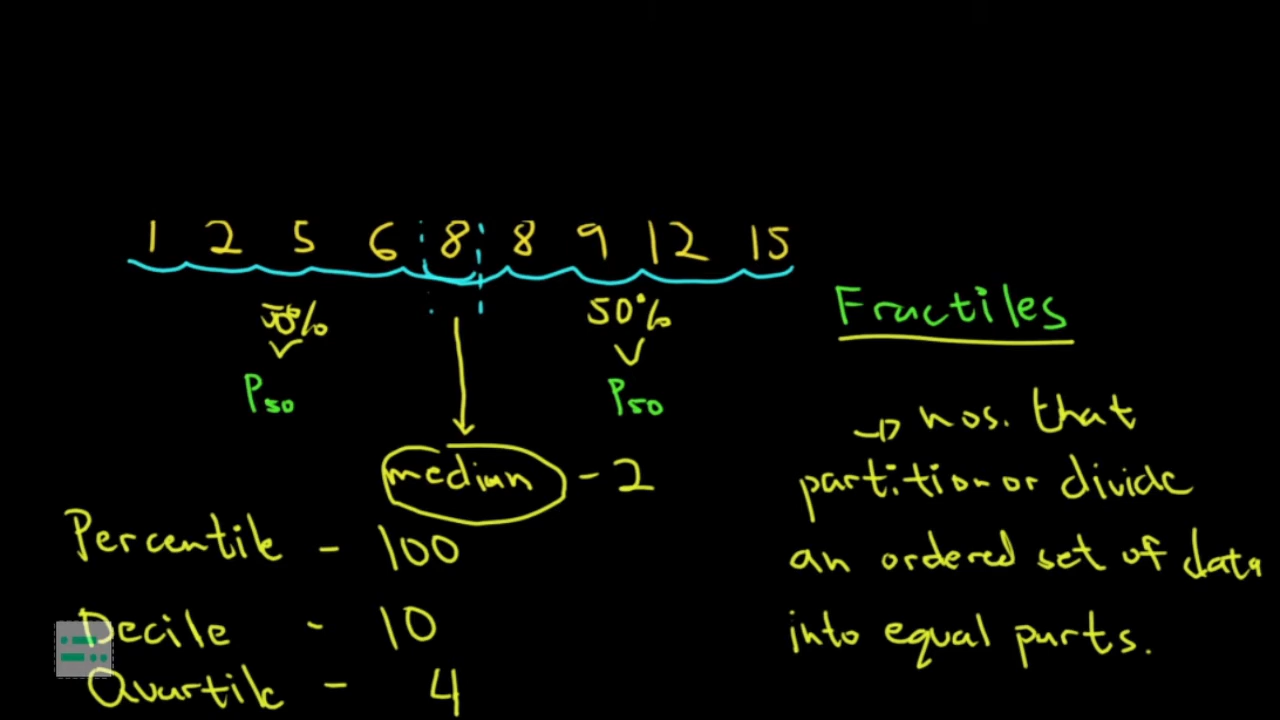 1 2 5 6 8 8 9 12 15
50% 50%
P50 P50
median - 2
Percentile - 100
Decile - 10
Quartile - 4
Fractiles
→ nos. that
partition or divide
an ordered set of data
into equal parts.